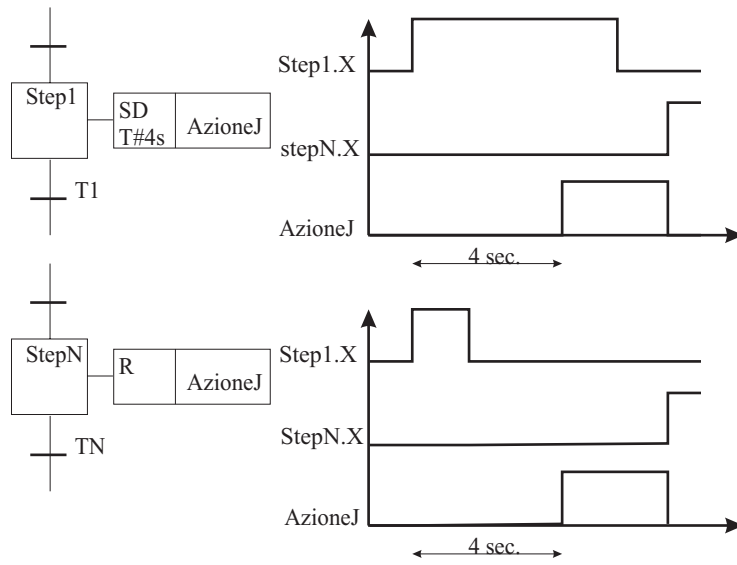 Step1
SD
T#4s
AzioneJ
T1
Step1.X
stepN.X
AzioneJ
4 sec.
StepN
R
AzioneJ
TN
Step1.X
StepN.X
AzioneJ
4 sec.